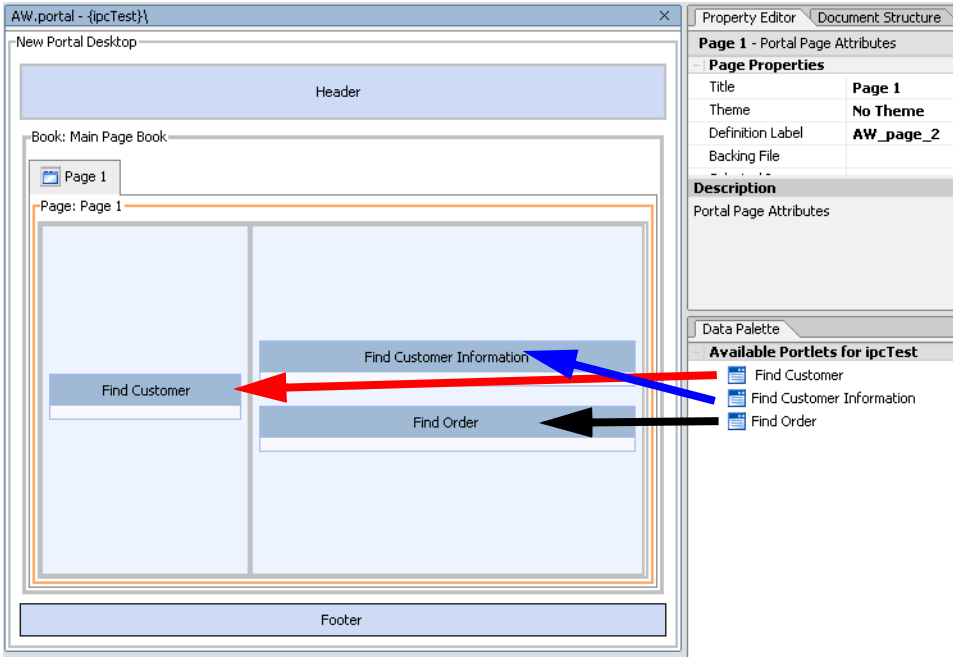 AW.portal - {ipcTest}\
New Portal Desktop
Header
Book: Main Page Book
Page 1
Page: Page 1
Find Customer
Find Customer Information
Find Order
Footer
Property Editor
Document Structure
Page 1 - Portal Page Attributes
Page Properties
Title Page 1
Theme No Theme
Definition Label AW_page_2
Backing File
Description
Portal Page Attributes
Data Palette
Available Portlets for ipcTest
Find Customer
Find Customer Information
Find Order